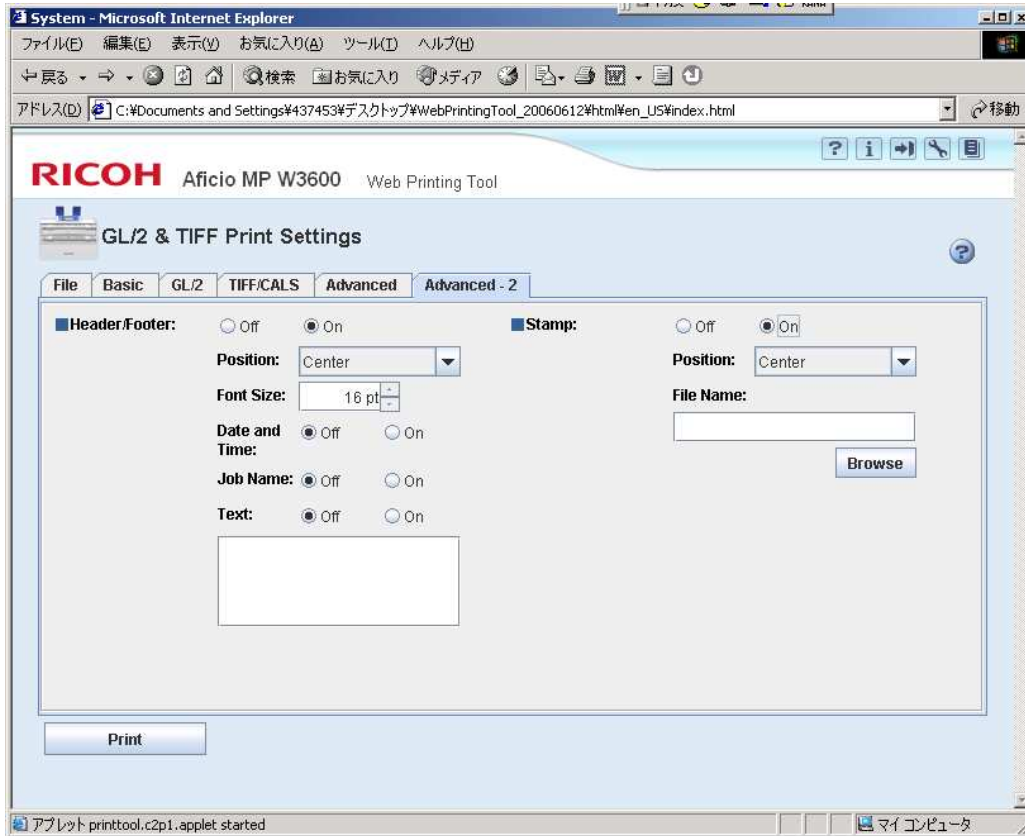 System - Microsoft Internet Explorer
ファイル(F) 編集(E) 表示(V) お気に入り(A) ツール(T) ヘルプ(H)
戻る 検索 お気に入り メディア
アドレス(D) C:¥Documents and Settings¥437453¥デスクトップ¥WebPrintingTool_20060612¥html¥en_US¥index.html 移動
RICOH Aficio MP W3600 Web Printing Tool
GL/2 & TIFF Print Settings
File Basic GL/2 TIFF/CALS Advanced Advanced - 2
Header/Footer: Off On Stamp: Off On
Position: Center Position: Center
Font Size: 16 pt File Name:
Date and Time: Off On
Browse
Job Name: Off On
Text: Off On
Print
アプレット printtool.c2p1.applet started マイ コンピュータ